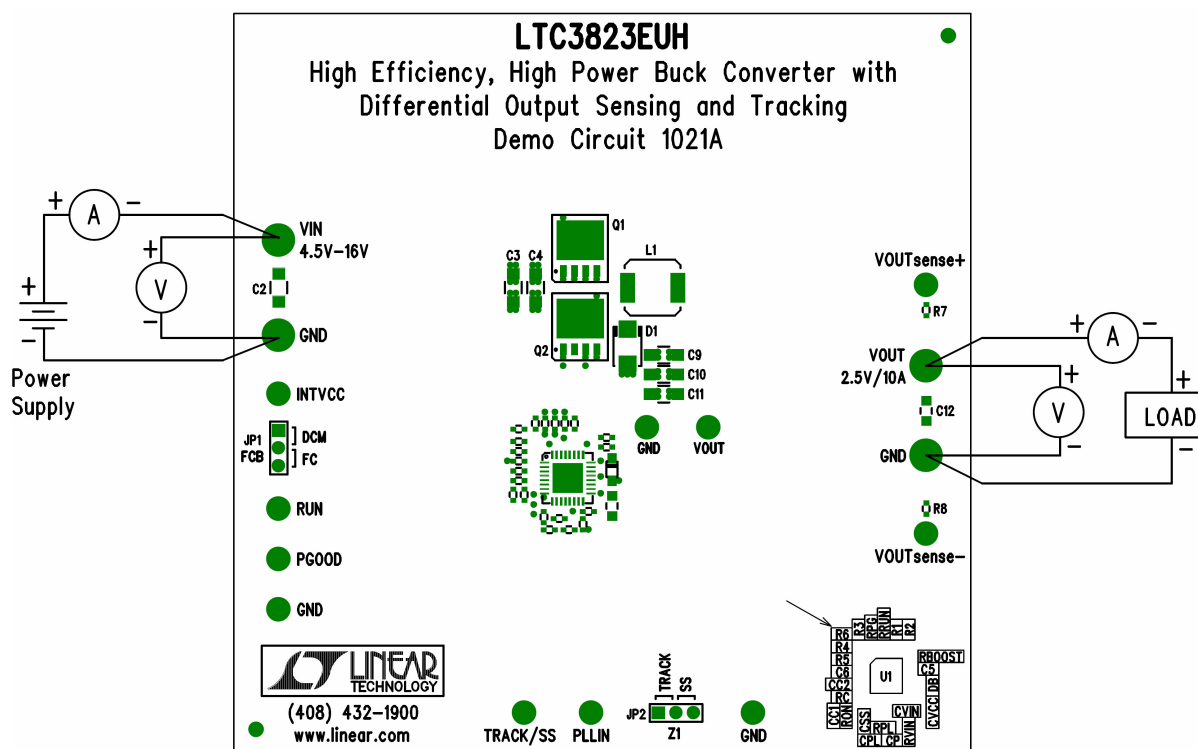 LTC3823EUH
High Efficiency, High Power Buck Converter with
Differential Output Sensing and Tracking
Demo Circuit 1021A
+ A -
VIN
4.5V-16V
+
V
-
C2
+
-
GND
Power
Supply
INTVCC
JP1
FCB
DCM
FC
RUN
PGOOD
GND
Q1
C3 C4
L1
Q2
D1
C9
C10
C11
GND
VOUT
VOUTsense+
R7
VOUT
2.5V/10A
+ A -
+
V
-
C12
+
LOAD
-
GND
R8
VOUTsense-
R6
R4
R5
C6
CC2
RC
CC1
RON
R3
RPG
RRUN
R1
R2
U1
RBOOST
C5
DB
CVCC
CSS
CVIN
RPL
RVIN
CPL
CP
LINEAR
TECHNOLOGY
(408) 432-1900
www.linear.com
TRACK/SS
PLLIN
JP2
TRACK
SS
Z1
GND